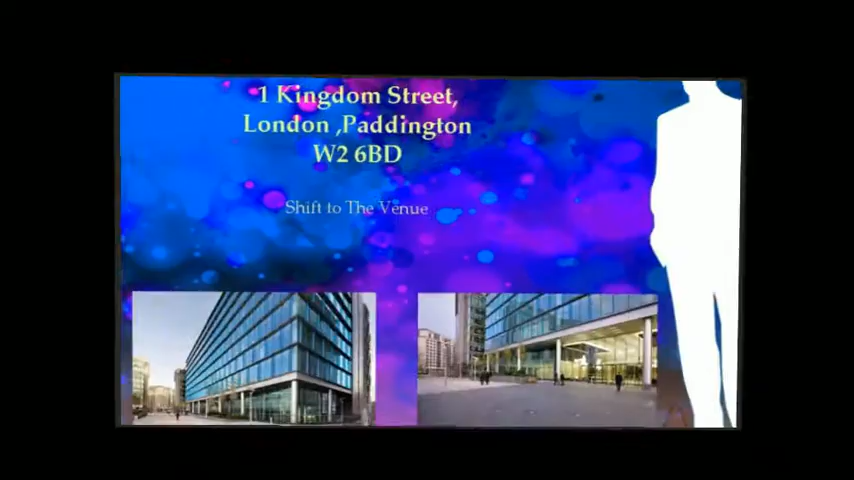 1 Kingdom Street,
London ,Paddington
W2 6BD
Shift to The Venue